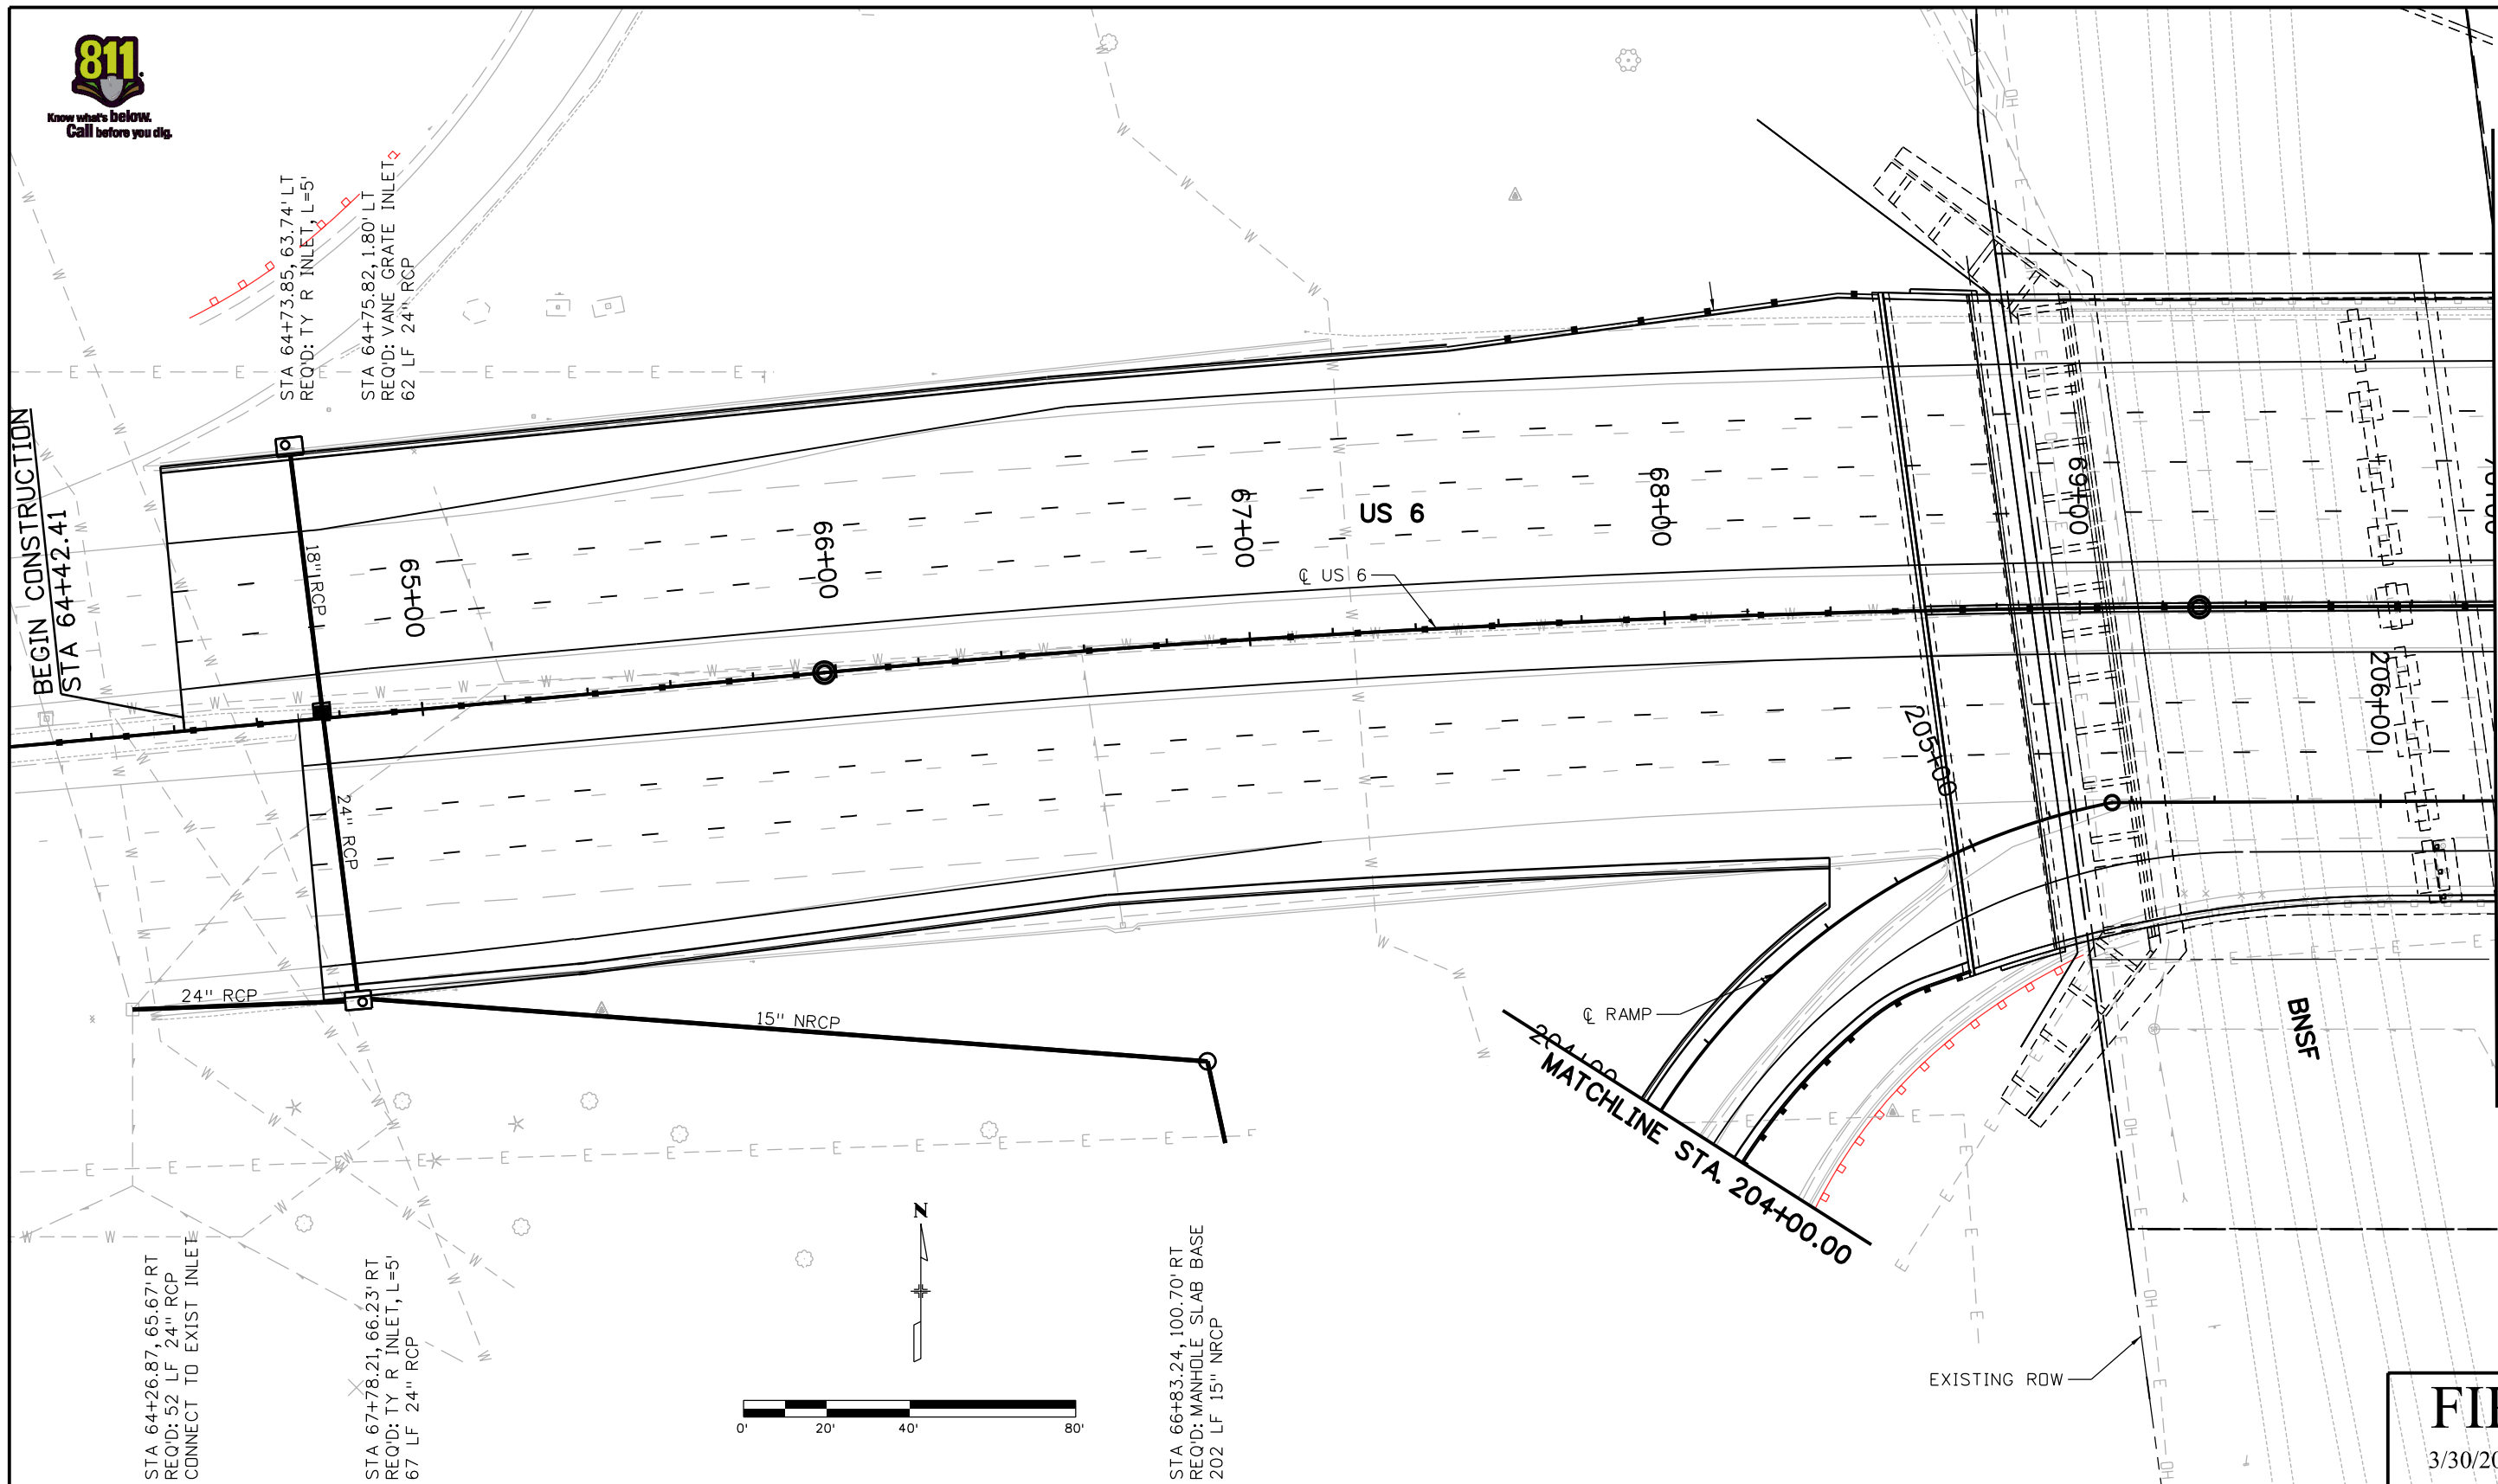 811
Know what's below.
Call before you dig.
STA 64+73.85, 63.74' LT
REQ'D: TY R INLET, L=5'
STA 64+75.82, 1.80' LT
REQ'D: VANE GRATE INLET
62 LF 24" RCP
BEGIN CONSTRUCTION
STA 64+42.41
18" RCP
65+00
66+00
67+00
US 6
68+00
69+00
℄ US 6
24" RCP
205+00
206+00
24" RCP
15" NRCP
℄ RAMP
204+00
MATCHLINE STA. 204+00.00
BNSF
STA 64+26.87, 65.67' RT
REQ'D: 52 LF 24" RCP
CONNECT TO EXIST INLET
STA 67+78.21, 66.23' RT
REQ'D: TY R INLET, L=5'
67 LF 24" RCP
N
0' 20' 40' 80'
STA 66+83.24, 100.70' RT
REQ'D: MANHOLE SLAB BASE
202 LF 15" NRCP
EXISTING ROW
3/30/20